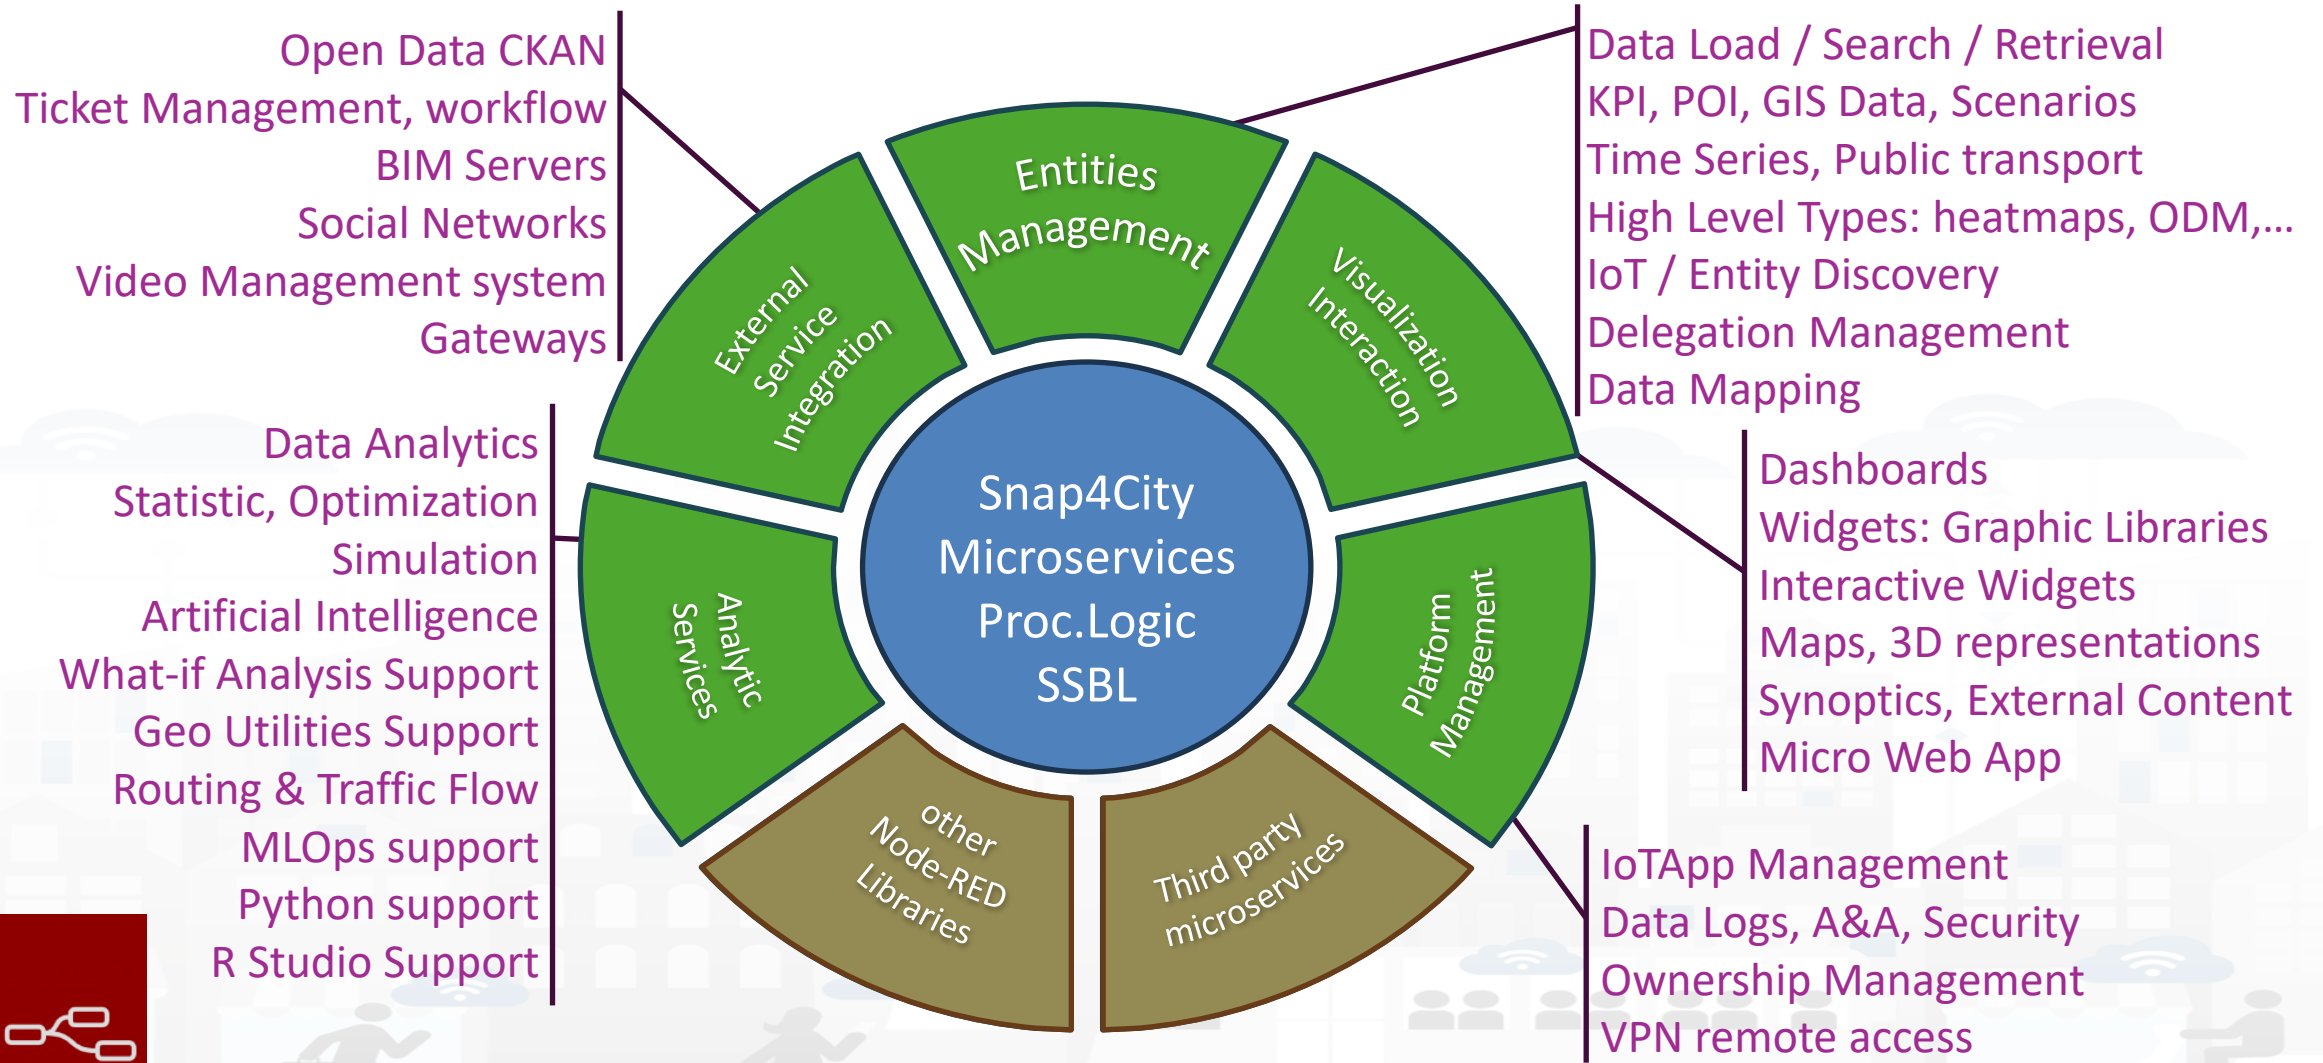 Open Data CKAN
Ticket Management, workflow
BIM Servers
Social Networks
Video Management system
Gateways
Data Analytics
Statistic, Optimization
Simulation
Artificial Intelligence
What-if Analysis Support
Geo Utilities Support
Routing & Traffic Flow
MLOps support
Python support
R Studio Support
Entities
Management
External
Service
Integration
Visualization
Interaction
Analytic
Services
Platform
Management
other
Node-RED
Libraries
Third party
microservices
Snap4City
Microservices
Proc.Logic
SSBL
Data Load / Search / Retrieval
KPI, POI, GIS Data, Scenarios
Time Series, Public transport
High Level Types: heatmaps, ODM,...
IoT / Entity Discovery
Delegation Management
Data Mapping
Dashboards
Widgets: Graphic Libraries
Interactive Widgets
Maps, 3D representations
Synoptics, External Content
Micro Web App
IoTApp Management
Data Logs, A&A, Security
Ownership Management
VPN remote access